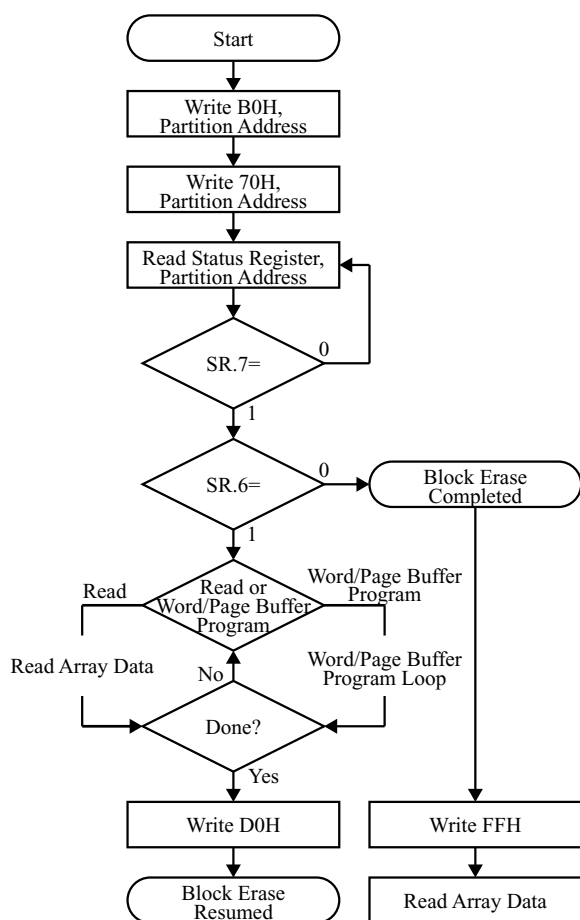 Start
Write B0H,
Partition Address
Write 70H,
Partition Address
Read Status Register,
Partition Address
SR.7=
0
1
SR.6=
0
Block Erase
Completed
1
Read
Read or
Word/Page Buffer
Program
Word/Page Buffer
Program
Read Array Data
No
Word/Page Buffer
Program Loop
Done?
Yes
Write D0H
Write FFH
Block Erase
Resumed
Read Array Data